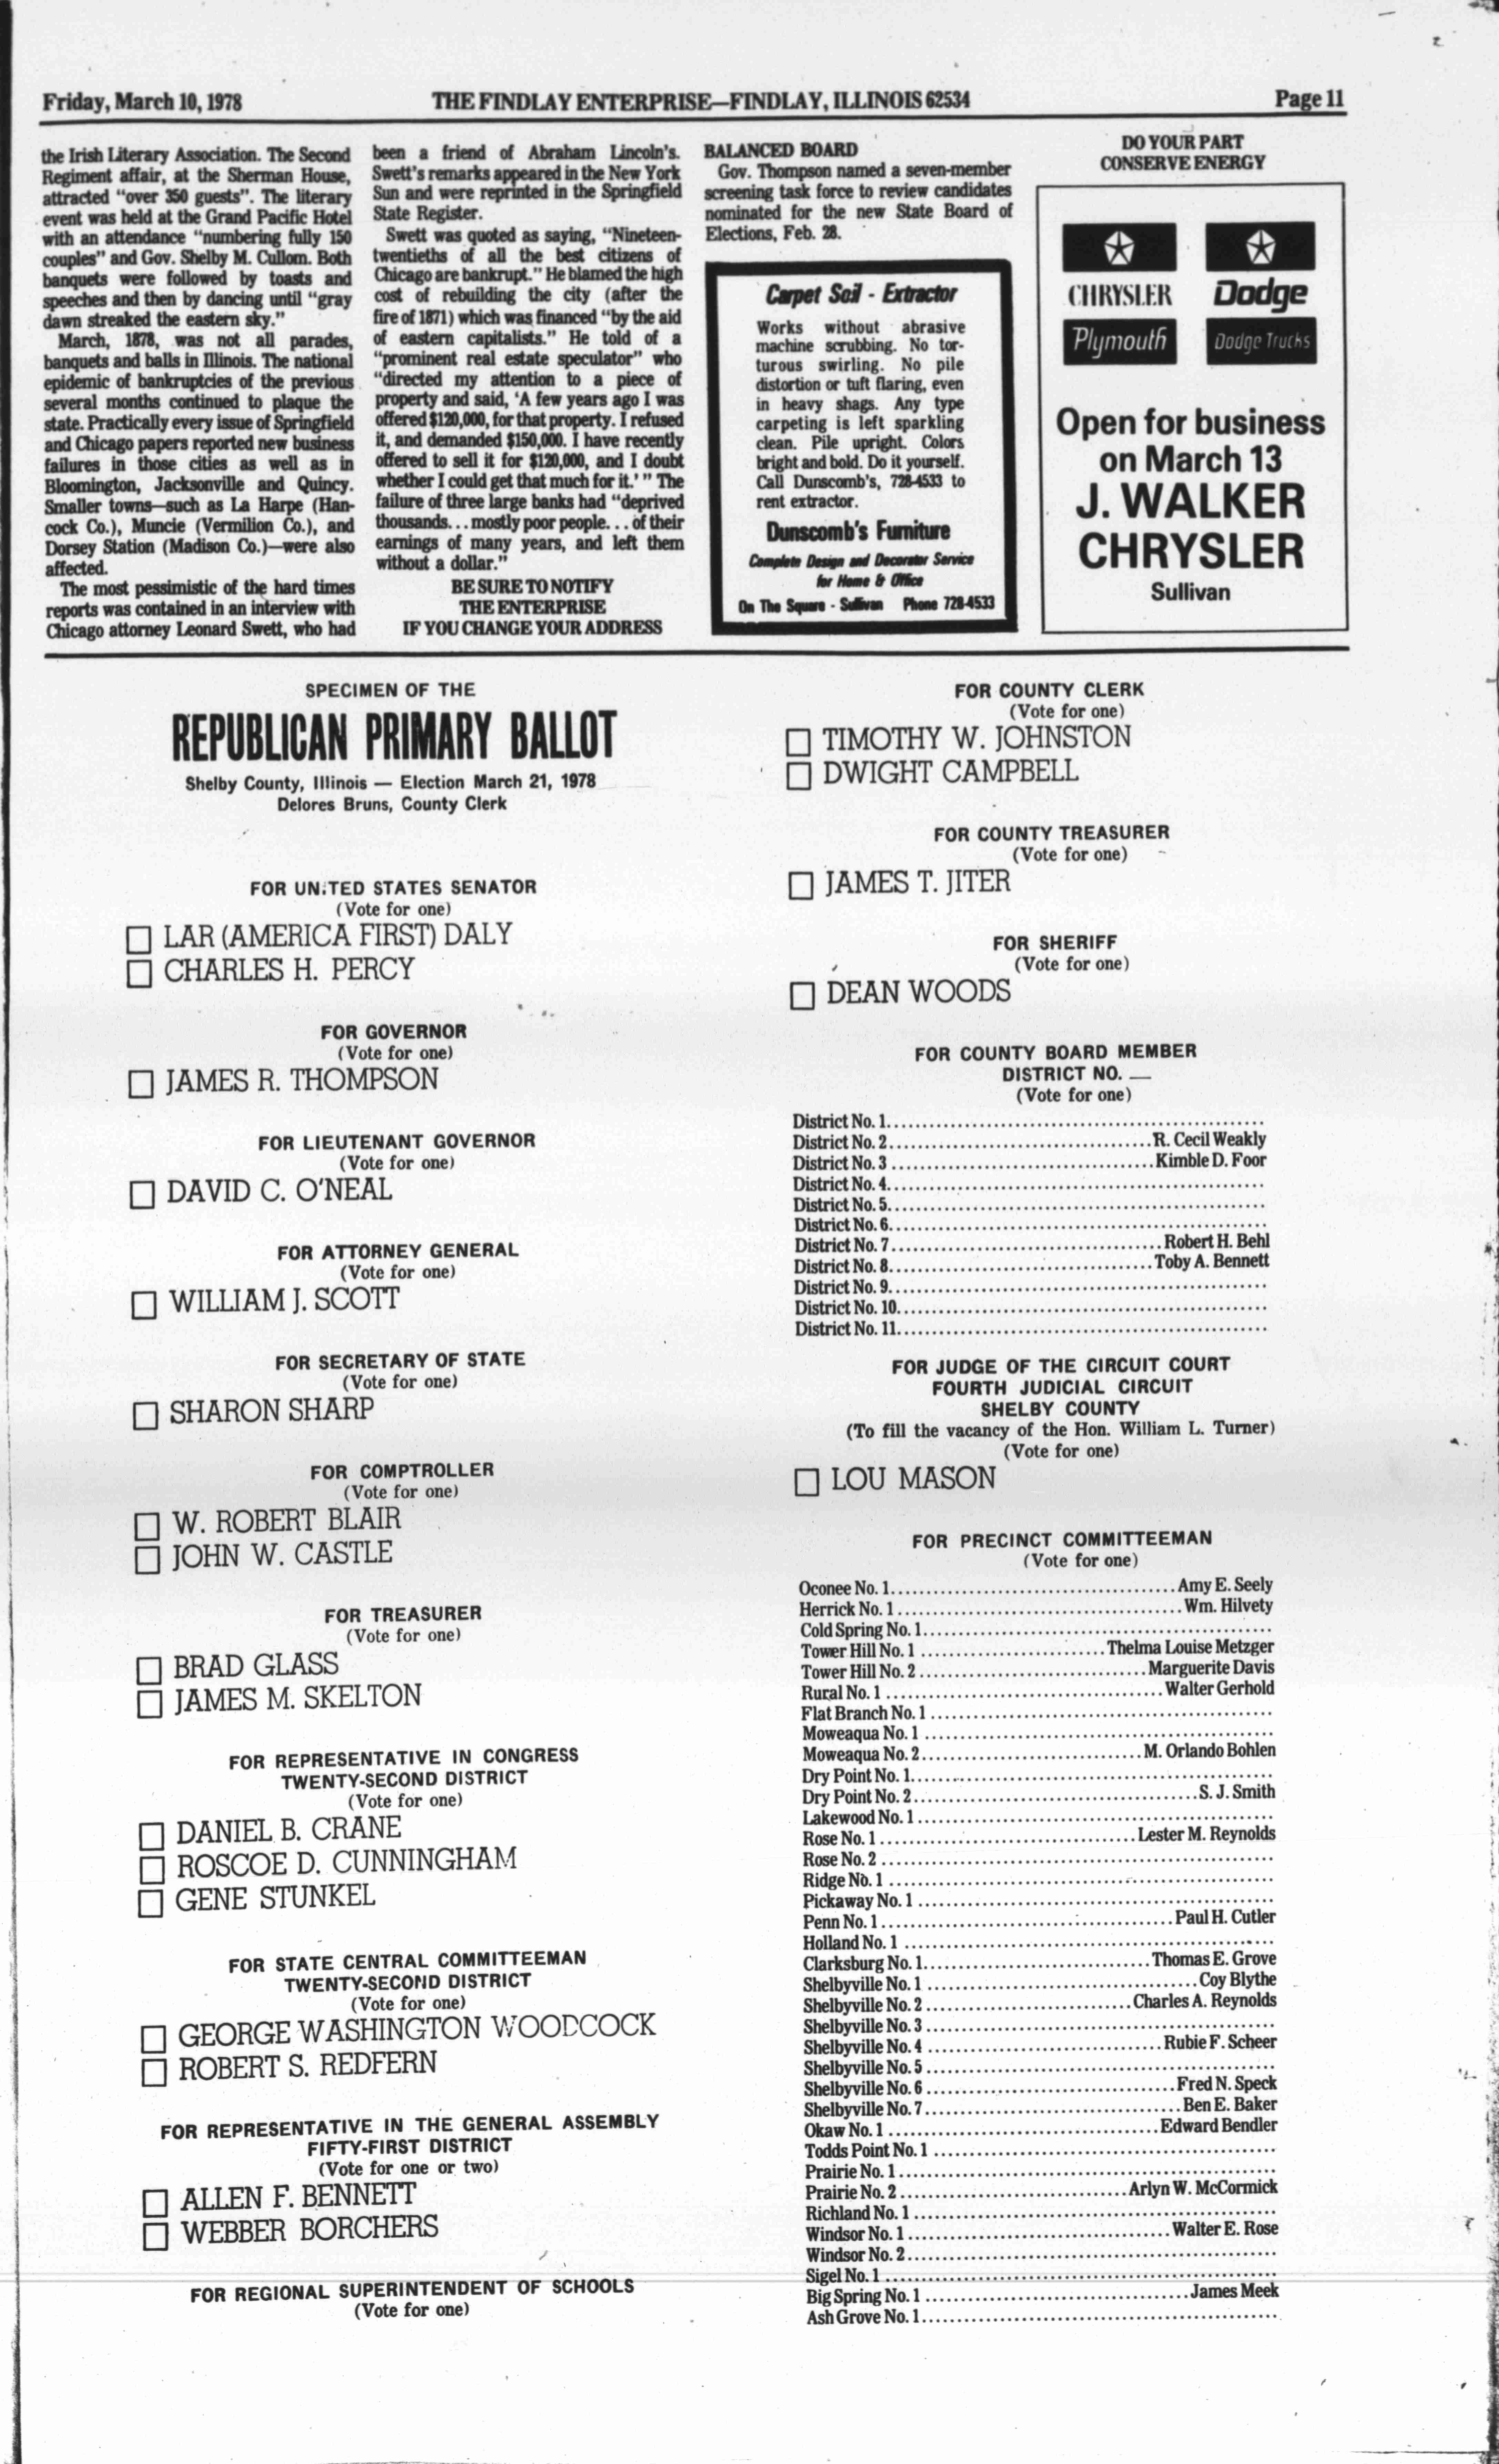 Friday, March 10, 1978
THE FINDLAY ENTERPRISE—FINDLAY, ILLINOIS 62534
Page 11
the Irish Literary Association. The Second
Regiment affair, at the Sherman House,
attracted "over 350 guests". The literary
event was held at the Grand Pacific Hotel
with an attendance "numbering fully 150
couples" and Gov. Shelby M. Cullom. Both
banquets were followed by toasts and
speeches and then by dancing until "gray
dawn streaked the eastern sky."
March, 1878, was not all parades,
banquets and balls in Illinois. The national
epidemic of bankruptcies of the previous
several months continued to plaque the
state. Practically every issue of Springfield
and Chicago papers reported new business
failures in those cities as well as in
Bloomington, Jacksonville and Quincy.
Smaller towns—such as La Harpe (Han-
cock Co.), Muncie (Vermilion Co.), and
Dorsey Station (Madison Co.)—were also
affected.
The most pessimistic of the hard times
reports was contained in an interview with
Chicago attorney Leonard Swett, who had
been a friend of Abraham Lincoln's.
Swett's remarks appeared in the New York
Sun and were reprinted in the Springfield
State Register.
Swett was quoted as saying, "Nineteen-
twentieths of all the best citizens of
Chicago are bankrupt." He blamed the high
cost of rebuilding the city (after the
fire of 1871) which was financed "by the aid
of eastern capitalists." He told of a
"prominent real estate speculator" who
"directed my attention to a piece of
property and said, 'A few years ago I was
offered $120,000, for that property. I refused
it, and demanded $150,000. I have recently
offered to sell it for $120,000, and I doubt
whether I could get that much for it.' " The
failure of three large banks had "deprived
thousands. . . mostly poor people. . . of their
earnings of many years, and left them
without a dollar."
BE SURE TO NOTIFY
THE ENTERPRISE
IF YOU CHANGE YOUR ADDRESS
BALANCED BOARD
Gov. Thompson named a seven-member
screening task force to review candidates
nominated for the new State Board of
Elections, Feb. 28.
Carpet Soil - Extractor
Works without abrasive
machine scrubbing. No tor-
turous swirling. No pile
distortion or tuft flaring, even
in heavy shags. Any type
carpeting is left sparkling
clean. Pile upright. Colors
bright and bold. Do it yourself.
Call Dunscomb's, 728-4533 to
rent extractor.
Dunscomb's Furniture
Complete Design and Decorator Service
for Home & Office
On The Square - Sullivan Phone 728-4533
DO YOUR PART
CONSERVE ENERGY
CHRYSLER Dodge
Plymouth Dodge Trucks
Open for business
on March 13
J. WALKER
CHRYSLER
Sullivan
SPECIMEN OF THE
REPUBLICAN PRIMARY BALLOT
Shelby County, Illinois — Election March 21, 1978
Delores Bruns, County Clerk
FOR UNITED STATES SENATOR
(Vote for one)
LAR (AMERICA FIRST) DALY
CHARLES H. PERCY
FOR GOVERNOR
(Vote for one)
JAMES R. THOMPSON
FOR LIEUTENANT GOVERNOR
(Vote for one)
DAVID C. O'NEAL
FOR ATTORNEY GENERAL
(Vote for one)
WILLIAM J. SCOTT
FOR SECRETARY OF STATE
(Vote for one)
SHARON SHARP
FOR COMPTROLLER
(Vote for one)
W. ROBERT BLAIR
JOHN W. CASTLE
FOR TREASURER
(Vote for one)
BRAD GLASS
JAMES M. SKELTON
FOR REPRESENTATIVE IN CONGRESS
TWENTY-SECOND DISTRICT
(Vote for one)
DANIEL B. CRANE
ROSCOE D. CUNNINGHAM
GENE STUNKEL
FOR STATE CENTRAL COMMITTEEMAN
TWENTY-SECOND DISTRICT
(Vote for one)
GEORGE WASHINGTON WOODCOCK
ROBERT S. REDFERN
FOR REPRESENTATIVE IN THE GENERAL ASSEMBLY
FIFTY-FIRST DISTRICT
(Vote for one or two)
ALLEN F. BENNETT
WEBBER BORCHERS
FOR REGIONAL SUPERINTENDENT OF SCHOOLS
(Vote for one)
FOR COUNTY CLERK
(Vote for one)
TIMOTHY W. JOHNSTON
DWIGHT CAMPBELL
FOR COUNTY TREASURER
(Vote for one)
JAMES T. JITER
FOR SHERIFF
(Vote for one)
DEAN WOODS
FOR COUNTY BOARD MEMBER
DISTRICT NO. —
(Vote for one)
District No. 1
District No. 2 R. Cecil Weakly
District No. 3 Kimble D. Foor
District No. 4
District No. 5
District No. 6
District No. 7 Robert H. Behl
District No. 8 Toby A. Bennett
District No. 9
District No. 10
District No. 11
FOR JUDGE OF THE CIRCUIT COURT
FOURTH JUDICIAL CIRCUIT
SHELBY COUNTY
(To fill the vacancy of the Hon. William L. Turner)
(Vote for one)
LOU MASON
FOR PRECINCT COMMITTEEMAN
(Vote for one)
Oconee No. 1 Amy E. Seely
Herrick No. 1 Wm. Hilvety
Cold Spring No. 1
Tower Hill No. 1 Thelma Louise Metzger
Tower Hill No. 2 Marguerite Davis
Rural No. 1 Walter Gerhold
Flat Branch No. 1
Moweaqua No. 1
Moweaqua No. 2 M. Orlando Bohlen
Dry Point No. 1
Dry Point No. 2 S. J. Smith
Lakewood No. 1
Rose No. 1 Lester M. Reynolds
Rose No. 2
Ridge No. 1
Pickaway No. 1
Penn No. 1 Paul H. Cutler
Holland No. 1
Clarksburg No. 1 Thomas E. Grove
Shelbyville No. 1 Coy Blythe
Shelbyville No. 2 Charles A. Reynolds
Shelbyville No. 3
Shelbyville No. 4 Rubie F. Scheer
Shelbyville No. 5
Shelbyville No. 6 Fred N. Speck
Shelbyville No. 7 Ben E. Baker
Okaw No. 1 Edward Bendler
Todds Point No. 1
Prairie No. 1
Prairie No. 2 Arlyn W. McCormick
Richland No. 1
Windsor No. 1 Walter E. Rose
Windsor No. 2
Sigel No. 1
Big Spring No. 1 James Meek
Ash Grove No. 1